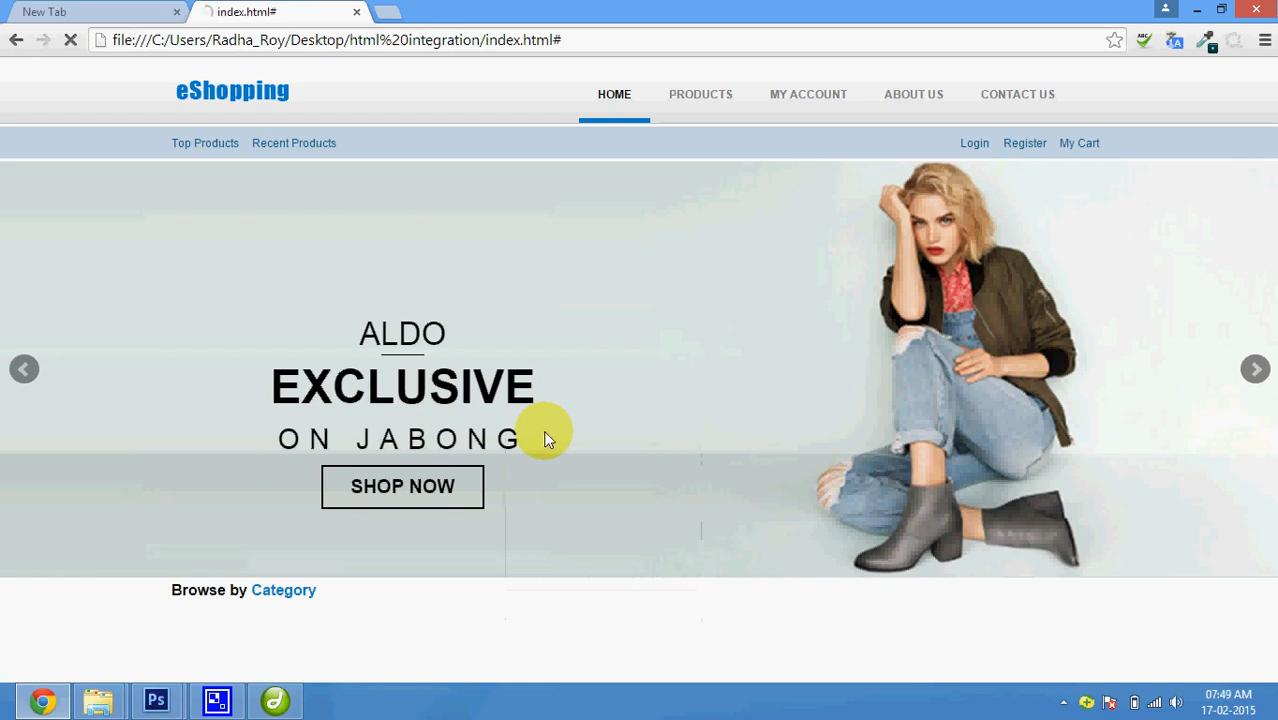 New Tab
index.html#
file:///C:/Users/Radha_Roy/Desktop/html%20integration/index.html#
eShopping
HOME
PRODUCTS
MY ACCOUNT
ABOUT US
CONTACT US
Top Products
Recent Products
Login
Register
My Cart
ALDO
EXCLUSIVE
ON JABONG
SHOP NOW
Browse by Category
Ps
07:49 AM
17-02-2015